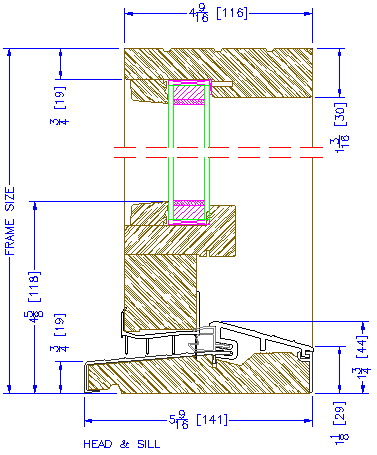 4 9/16 [116]
3/4 [19]
1 3/16 [30]
FRAME SIZE
4 5/8 [118]
3/4 [19]
1 3/4 [44]
1 1/8 [29]
5 9/16 [141]
HEAD & SILL